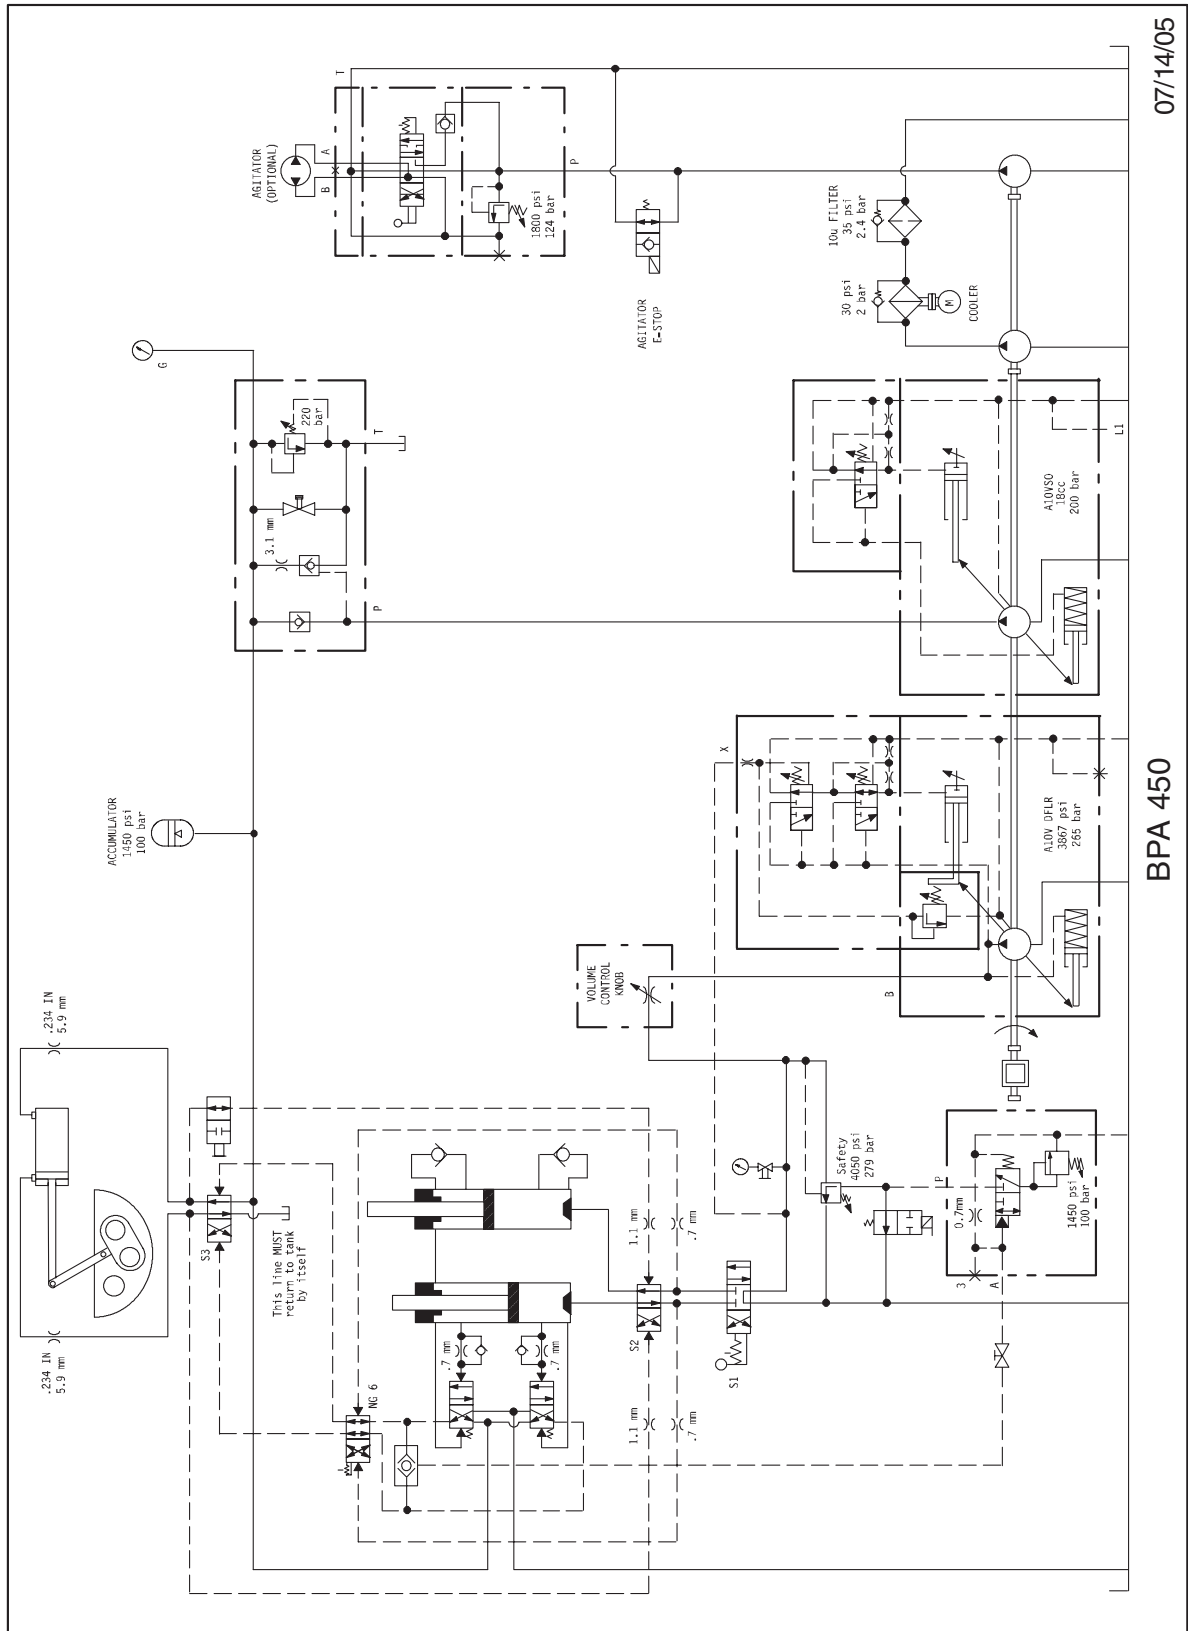 07/14/05
T
AGITATOR
(OPTIONAL)
A
B
P
1800 psi
124 bar
AGITATOR
E-STOP
10u FILTER
35 psi
2.4 bar
30 psi
2 bar
M
COOLER
G
220
bar
T
3.1 mm
P
A10VSO
18cc
200 bar
L1
ACCUMULATOR
1450 psi
100 bar
X
A10V DFLR
3867 psi
265 bar
B
VOLUME
CONTROL
KNOB
BPA 450
.234 IN
5.9 mm
.234 IN
5.9 mm
S3
This line MUST
return to tank
by itself
NG 6
.7 mm
.7 mm
1.1 mm
.7 mm
S2
1.1 mm
.7 mm
S1
Safety
4050 psi
279 bar
P
0.7mm
3
A
1450 psi
100 bar